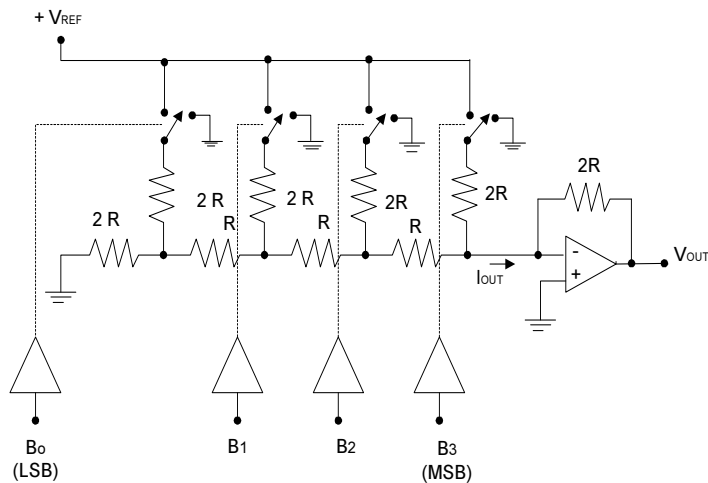 + VREF
2 R
2 R
2 R
2R
2R
2R
R
R
R
-
+
IOUT
VOUT
B0
(LSB)
B1
B2
B3
(MSB)